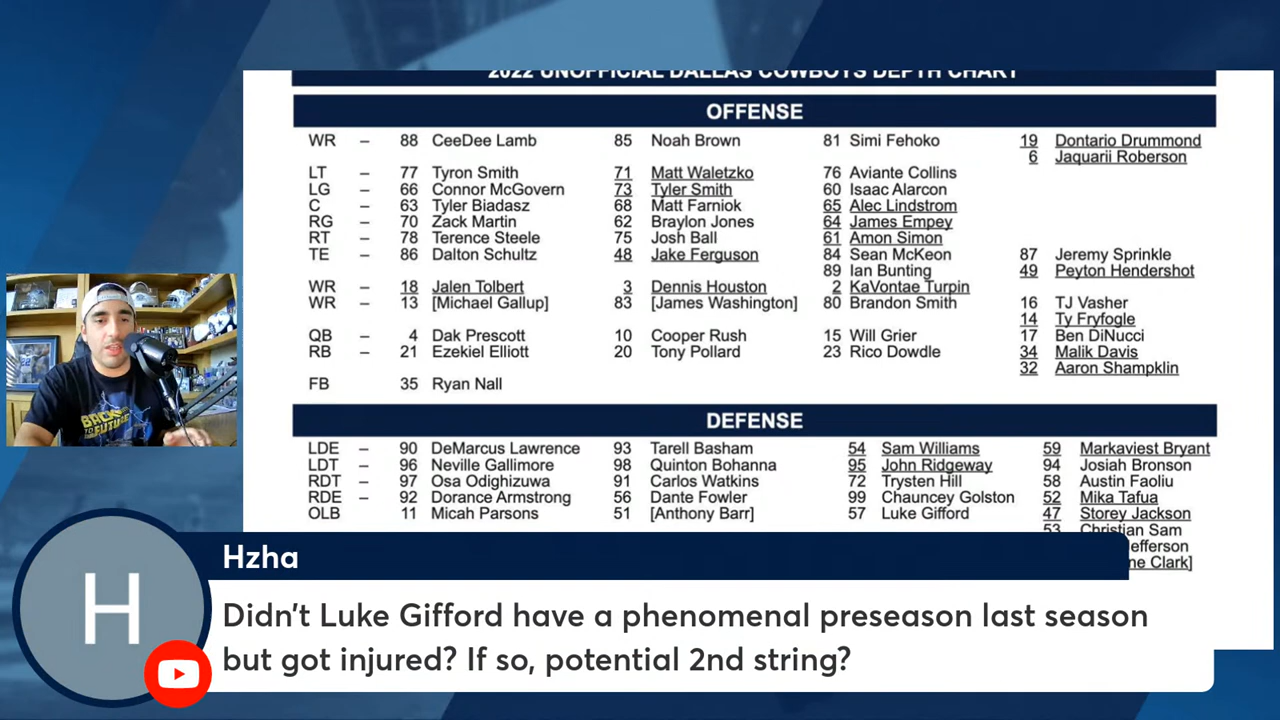 2022 UNOFFICIAL DALLAS COWBOYS DEPTH CHART
OFFENSE
WR – 88 CeeDee Lamb 85 Noah Brown 81 Simi Fehoko 19 Dontario Drummond
6 Jaquarii Roberson
LT – 77 Tyron Smith 71 Matt Waletzko 76 Aviante Collins
LG – 66 Connor McGovern 73 Tyler Smith 60 Isaac Alarcon
C – 63 Tyler Biadasz 68 Matt Farniok 65 Alec Lindstrom
RG – 70 Zack Martin 62 Braylon Jones 64 James Empey
RT – 78 Terence Steele 75 Josh Ball 61 Amon Simon
TE – 86 Dalton Schultz 48 Jake Ferguson 84 Sean McKeon 87 Jeremy Sprinkle
89 Ian Bunting 49 Peyton Hendershot
WR – 18 Jalen Tolbert 3 Dennis Houston 2 KaVontae Turpin
WR – 13 [Michael Gallup] 83 [James Washington] 80 Brandon Smith 16 TJ Vasher
14 Ty Fryfogle
QB – 4 Dak Prescott 10 Cooper Rush 15 Will Grier 17 Ben DiNucci
RB – 21 Ezekiel Elliott 20 Tony Pollard 23 Rico Dowdle 34 Malik Davis
32 Aaron Shampklin
FB – 35 Ryan Nall
DEFENSE
LDE – 90 DeMarcus Lawrence 93 Tarell Basham 54 Sam Williams 59 Markaviest Bryant
LDT – 96 Neville Gallimore 98 Quinton Bohanna 95 John Ridgeway 94 Josiah Bronson
RDT – 97 Osa Odighizuwa 91 Carlos Watkins 72 Trysten Hill 58 Austin Faoliu
RDE – 92 Dorance Armstrong 56 Dante Fowler 99 Chauncey Golston 52 Mika Tafua
OLB – 11 Micah Parsons 51 [Anthony Barr] 57 Luke Gifford 47 Storey Jackson
53 Christian Sam
efferson
ne Clark]
BACK TO FUTURE
Hzha
H
Didn't Luke Gifford have a phenomenal preseason last season
but got injured? If so, potential 2nd string?